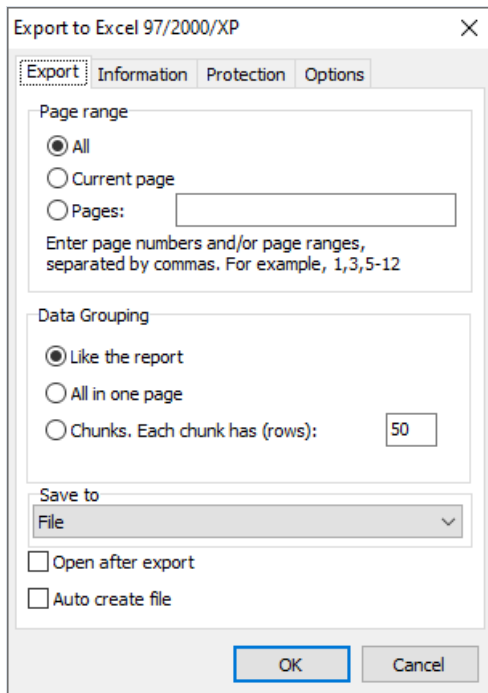 Export to Excel 97/2000/XP
Export Information Protection Options
Page range
All
Current page
Pages:
Enter page numbers and/or page ranges,
separated by commas. For example, 1,3,5-12
Data Grouping
Like the report
All in one page
Chunks. Each chunk has (rows): 50
Save to
File
Open after export
Auto create file
OK Cancel